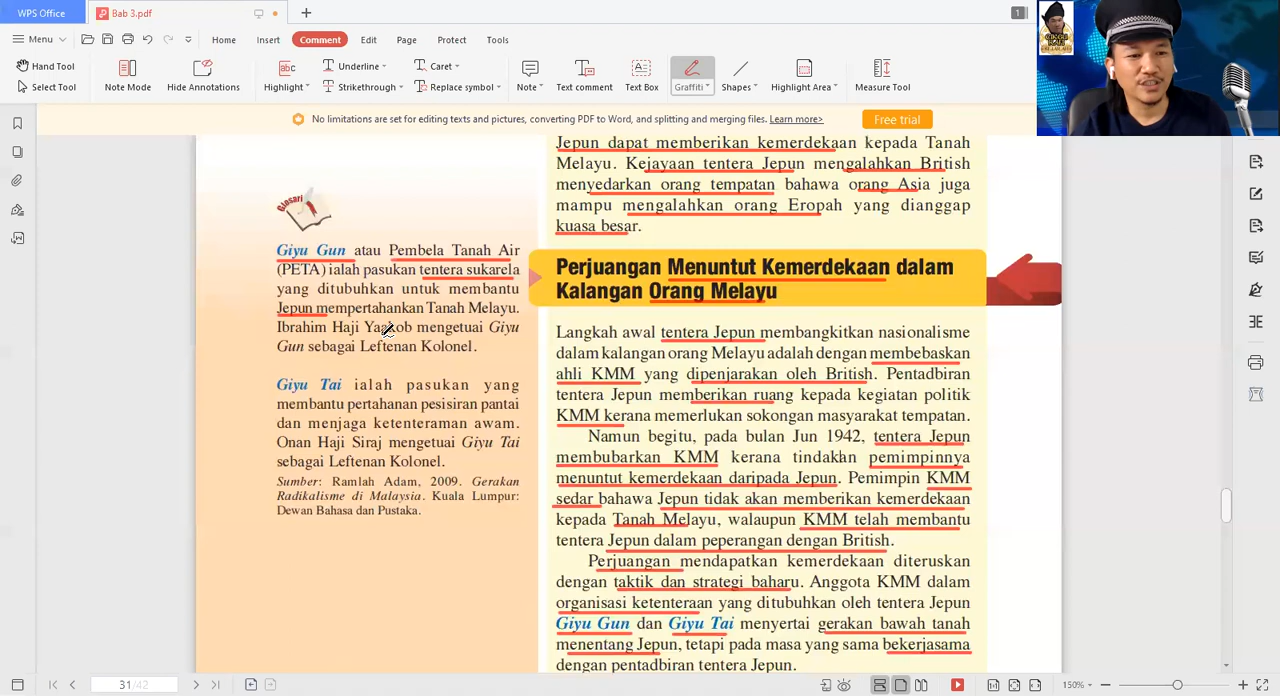 WPS Office
Bab 3.pdf
1
Menu
Home
Insert
Comment
Edit
Page
Protect
Tools
Hand Tool
Select Tool
Note Mode
Hide Annotations
Highlight
Underline
Strikethrough
Caret
Replace symbol
Note
Text comment
Text Box
Graffiti
Shapes
Highlight Area
Measure Tool
No limitations are set for editing texts and pictures, converting PDF to Word, and splitting and merging files. Learn more>
Free trial
Glosari
Giyu Gun atau Pembela Tanah Air
(PETA) ialah pasukan tentera sukarela
yang ditubuhkan untuk membantu
Jepun mempertahankan Tanah Melayu.
Ibrahim Haji Yaakob mengetuai Giyu
Gun sebagai Leftenan Kolonel.
Giyu Tai ialah pasukan yang
membantu pertahanan pesisiran pantai
dan menjaga ketenteraan awam.
Onan Haji Siraj mengetuai Giyu Tai
sebagai Leftenan Kolonel.
Sumber: Ramlah Adam, 2009. Gerakan
Radikalisme di Malaysia. Kuala Lumpur:
Dewan Bahasa dan Pustaka.
Jepun dapat memberikan kemerdekaan kepada Tanah
Melayu. Kejayaan tentera Jepun mengalahkan British
menyedarkan orang tempatan bahawa orang Asia juga
mampu mengalahkan orang Eropah yang dianggap
kuasa besar.
Perjuangan Menuntut Kemerdekaan dalam
Kalangan Orang Melayu
Langkah awal tentera Jepun membangkitkan nasionalisme
dalam kalangan orang Melayu adalah dengan membebaskan
ahli KMM yang dipenjarakan oleh British. Pentadbiran
tentera Jepun memberikan ruang kepada kegiatan politik
KMM kerana memerlukan sokongan masyarakat tempatan.
Namun begitu, pada bulan Jun 1942, tentera Jepun
membubarkan KMM kerana tindakan pemimpinnya
menuntut kemerdekaan daripada Jepun. Pemimpin KMM
sedar bahawa Jepun tidak akan memberikan kemerdekaan
kepada Tanah Melayu, walaupun KMM telah membantu
tentera Jepun dalam peperangan dengan British.
Perjuangan mendapatkan kemerdekaan diteruskan
dengan taktik dan strategi baharu. Anggota KMM dalam
organisasi ketenteraan yang ditubuhkan oleh tentera Jepun
Giyu Gun dan Giyu Tai menyertai gerakan bawah tanah
menentang Jepun, tetapi pada masa yang sama bekerjasama
dengan pentadbiran tentera Jepun.
31/42
150%